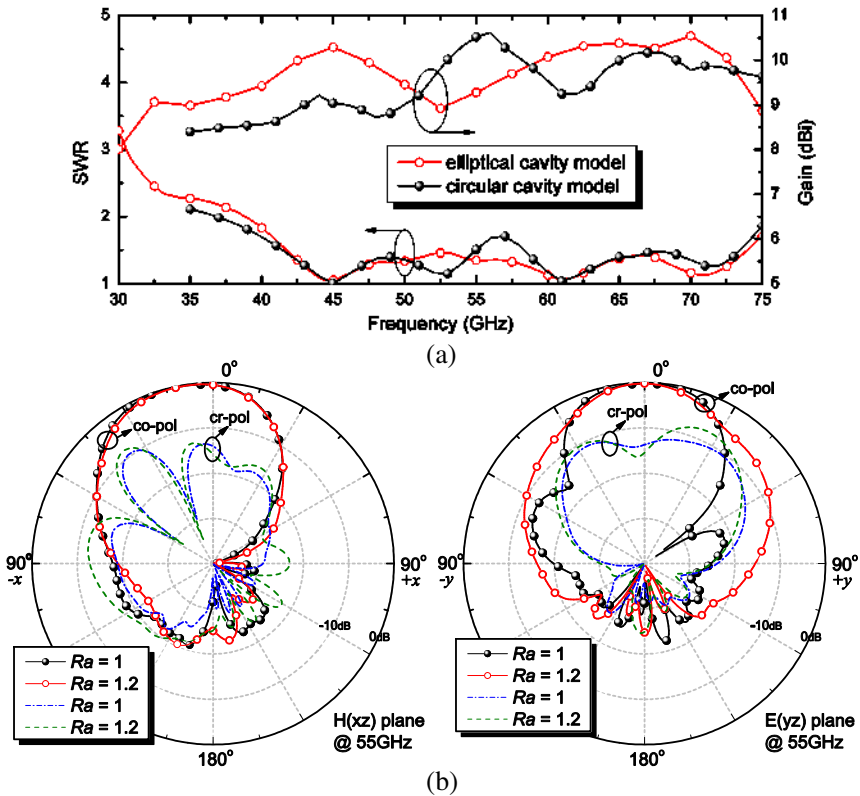 5
4
3
2
1
SWR
11
10
9
8
7
6
5
Gain (dBi)
elliptical cavity model
circular cavity model
30 35 40 45 50 55 60 65 70 75
Frequency (GHz)
(a)
0°
co-pol
cr-pol
90°
-x
90°
+x
-10dB
0dB
Ra = 1
Ra = 1.2
Ra = 1
Ra = 1.2
180°
H(xz) plane
@ 55GHz
0°
co-pol
cr-pol
90°
-y
90°
+y
-10dB
0dB
Ra = 1
Ra = 1.2
Ra = 1
Ra = 1.2
180°
E(yz) plane
@ 55GHz
(b)